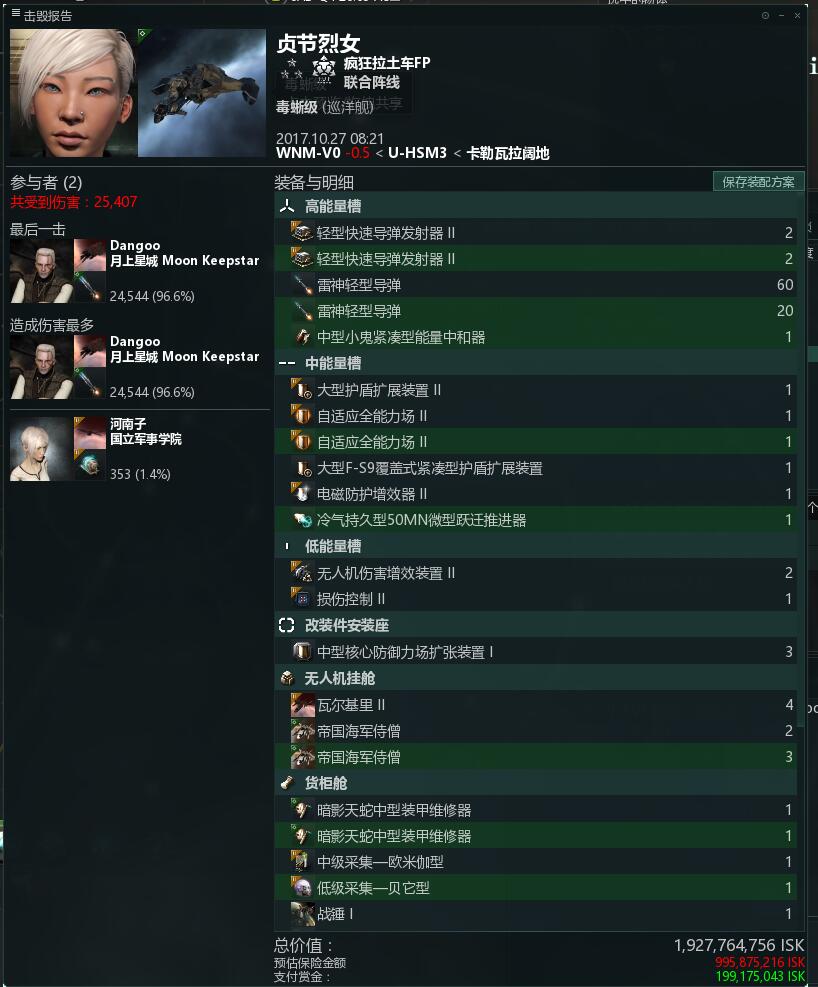 击毁报告
贞节烈女
疯狂拉土车FP
联合阵线
毒蜥级 (巡洋舰)
2017.10.27 08:21
WNM-V0 -0.5 < U-HSM3 < 卡勒瓦拉阔地
参与者 (2)
共受到伤害：25,407
最后一击
Dangoo
月上星城 Moon Keepstar
24,544 (96.6%)
造成伤害最多
Dangoo
月上星城 Moon Keepstar
24,544 (96.6%)
河南子
国立军事学院
353 (1.4%)
装备与明细
保存装配方案
高能量槽
轻型快速导弹发射器 II 2
轻型快速导弹发射器 II 2
雷神轻型导弹 60
雷神轻型导弹 20
中型小鬼紧凑型能量中和器 1
中能量槽
大型护盾扩展装置 II 1
自适应全能力场 II 1
自适应全能力场 II 1
大型F-S9覆盖式紧凑型护盾扩展装置 1
电磁防护增效器 II 1
冷气持久型50MN微型跃迁推进器 1
低能量槽
无人机伤害增效装置 II 2
损伤控制 II 1
改装件安装座
中型核心防御力场扩张装置 I 3
无人机挂舱
瓦尔基里 II 4
帝国海军侍僧 2
帝国海军侍僧 3
货柜舱
暗影天蛇中型装甲维修器 1
暗影天蛇中型装甲维修器 1
中级采集—欧米伽型 1
低级采集—贝它型 1
战锤 I 1
总价值： 1,927,764,756 ISK
预估保险金额 995,875,216 ISK
支付赏金： 199,175,043 ISK